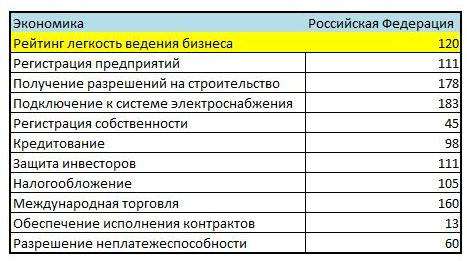 Экономика Российская Федерация
Рейтинг легкость ведения бизнеса 120
Регистрация предприятий 111
Получение разрешений на строительство 178
Подключение к системе электроснабжения 183
Регистрация собственности 45
Кредитование 98
Защита инвесторов 111
Налогообложение 105
Международная торговля 160
Обеспечение исполнения контрактов 13
Разрешение неплатежеспособности 60